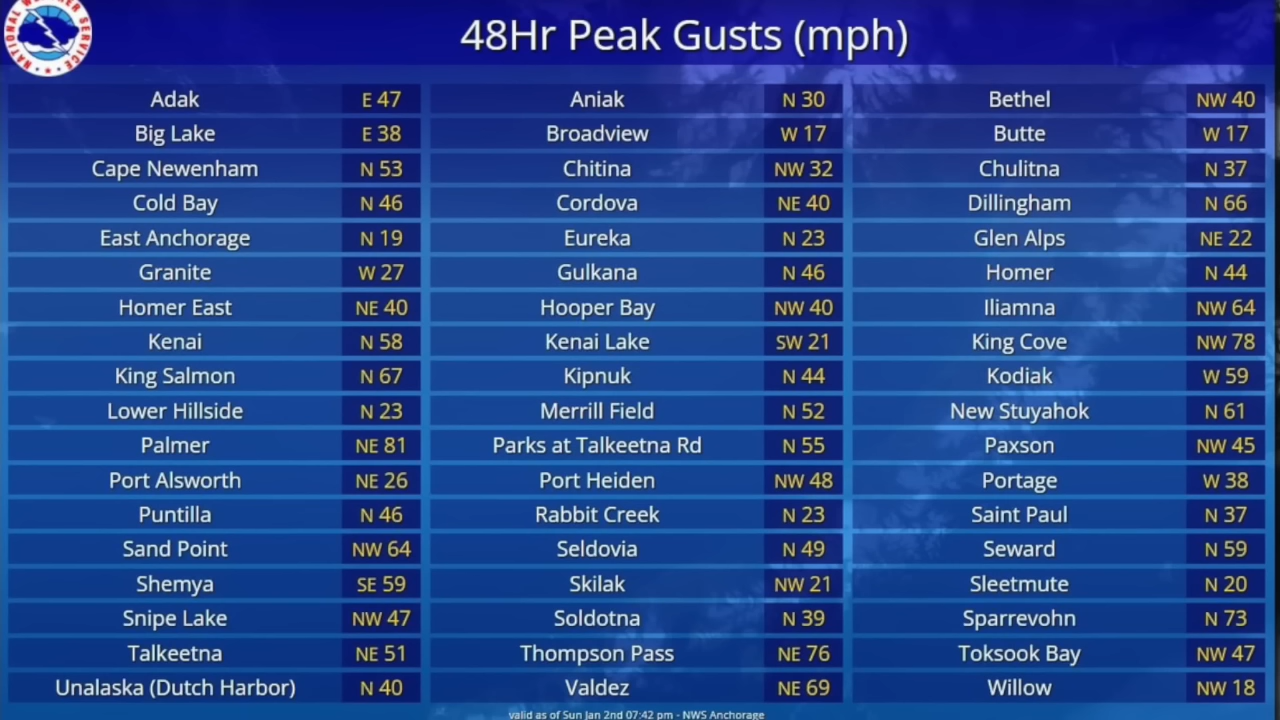 NATIONAL WEATHER SERVICE
48Hr Peak Gusts (mph)
Adak E 47 Aniak N 30 Bethel NW 40
Big Lake E 38 Broadview W 17 Butte W 17
Cape Newenham N 53 Chitina NW 32 Chulitna N 37
Cold Bay N 46 Cordova NE 40 Dillingham N 66
East Anchorage N 19 Eureka N 23 Glen Alps NE 22
Granite W 27 Gulkana N 46 Homer N 44
Homer East NE 40 Hooper Bay NW 40 Iliamna NW 64
Kenai N 58 Kenai Lake SW 21 King Cove NW 78
King Salmon N 67 Kipnuk N 44 Kodiak W 59
Lower Hillside N 23 Merrill Field N 52 New Stuyahok N 61
Palmer NE 81 Parks at Talkeetna Rd N 55 Paxson NW 45
Port Alsworth NE 26 Port Heiden NW 48 Portage W 38
Puntilla N 46 Rabbit Creek N 23 Saint Paul N 37
Sand Point NW 64 Seldovia N 49 Seward N 59
Shemya SE 59 Skilak NW 21 Sleetmute N 20
Snipe Lake NW 47 Soldotna N 39 Sparrevohn N 73
Talkeetna NE 51 Thompson Pass NE 76 Toksook Bay NW 47
Unalaska (Dutch Harbor) N 40 Valdez NE 69 Willow NW 18
valid as of Sun Jan 2nd 07:42 pm - NWS Anchorage